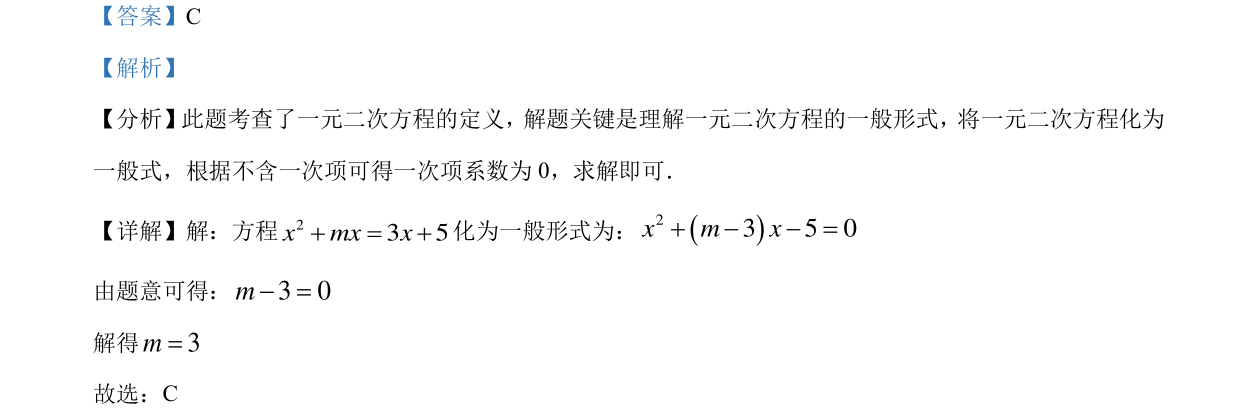 【答案】C
【解析】
【分析】此题考查了一元二次方程的定义，解题关键是理解一元二次方程的一般形式，将一元二次方程化为
一般式，根据不含一次项可得一次项系数为 0，求解即可．
【详解】解：方程 x² + mx = 3x + 5 化为一般形式为： x² + (m − 3) x − 5 = 0
由题意可得： m − 3 = 0
解得 m = 3
故选：C